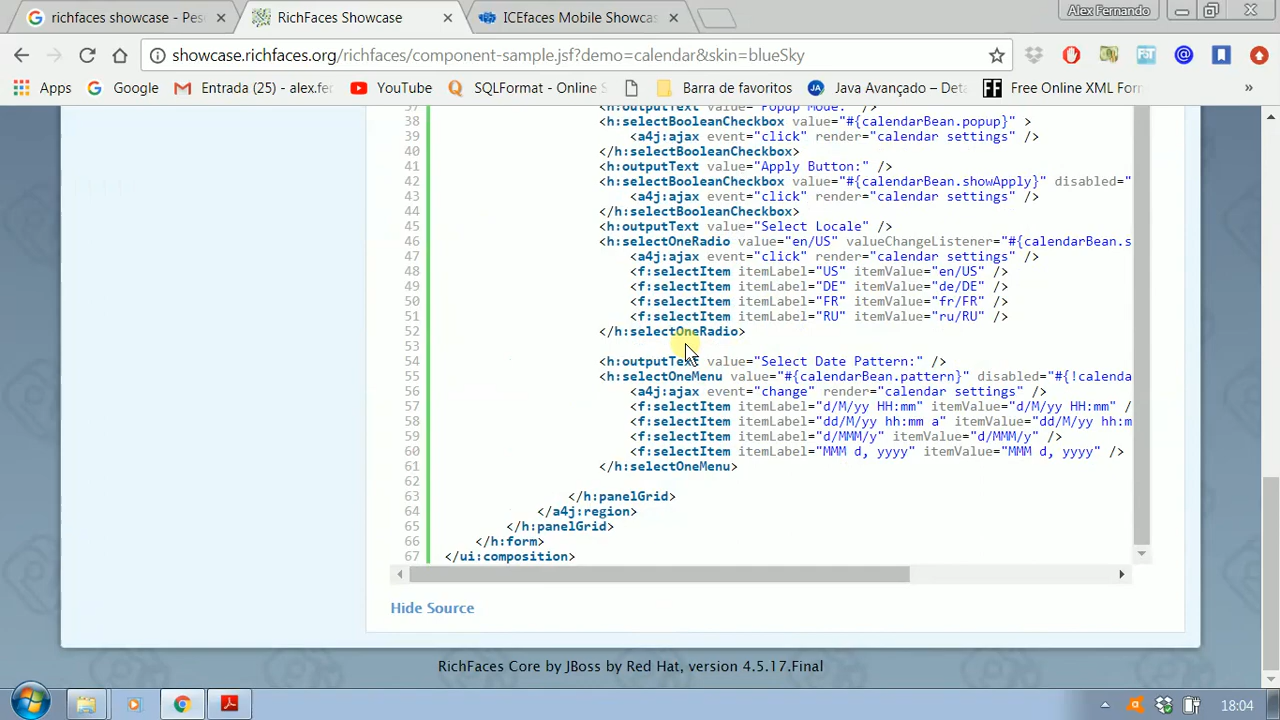 richfaces showcase - Pes
RichFaces Showcase
ICEfaces Mobile Showcas
Alex Fernando
showcase.richfaces.org/richfaces/component-sample.jsf?demo=calendar&skin=blueSky
Apps
Google
Entrada (25) - alex.fer
YouTube
SQLFormat - Online S
Barra de favoritos
Java Avançado – Deta
Free Online XML Form
»
37 <h:outputText value="Popup Mode:" />
38 <h:selectBooleanCheckbox value="#{calendarBean.popup}" >
39 <a4j:ajax event="click" render="calendar settings" />
40 </h:selectBooleanCheckbox>
41 <h:outputText value="Apply Button:" />
42 <h:selectBooleanCheckbox value="#{calendarBean.showApply}" disabled="
43 <a4j:ajax event="click" render="calendar settings" />
44 </h:selectBooleanCheckbox>
45 <h:outputText value="Select Locale" />
46 <h:selectOneRadio value="en/US" valueChangeListener="#{calendarBean.s
47 <a4j:ajax event="click" render="calendar settings" />
48 <f:selectItem itemLabel="US" itemValue="en/US" />
49 <f:selectItem itemLabel="DE" itemValue="de/DE" />
50 <f:selectItem itemLabel="FR" itemValue="fr/FR" />
51 <f:selectItem itemLabel="RU" itemValue="ru/RU" />
52 </h:selectOneRadio>
53
54 <h:outputText value="Select Date Pattern:" />
55 <h:selectOneMenu value="#{calendarBean.pattern}" disabled="#{!calenda
56 <a4j:ajax event="change" render="calendar settings" />
57 <f:selectItem itemLabel="d/M/yy HH:mm" itemValue="d/M/yy HH:mm" /
58 <f:selectItem itemLabel="dd/M/yy hh:mm a" itemValue="dd/M/yy hh:m
59 <f:selectItem itemLabel="d/MMM/y" itemValue="d/MMM/y" />
60 <f:selectItem itemLabel="MMM d, yyyy" itemValue="MMM d, yyyy" />
61 </h:selectOneMenu>
62
63 </h:panelGrid>
64 </a4j:region>
65 </h:panelGrid>
66 </h:form>
67 </ui:composition>
Hide Source
RichFaces Core by JBoss by Red Hat, version 4.5.17.Final
18:04